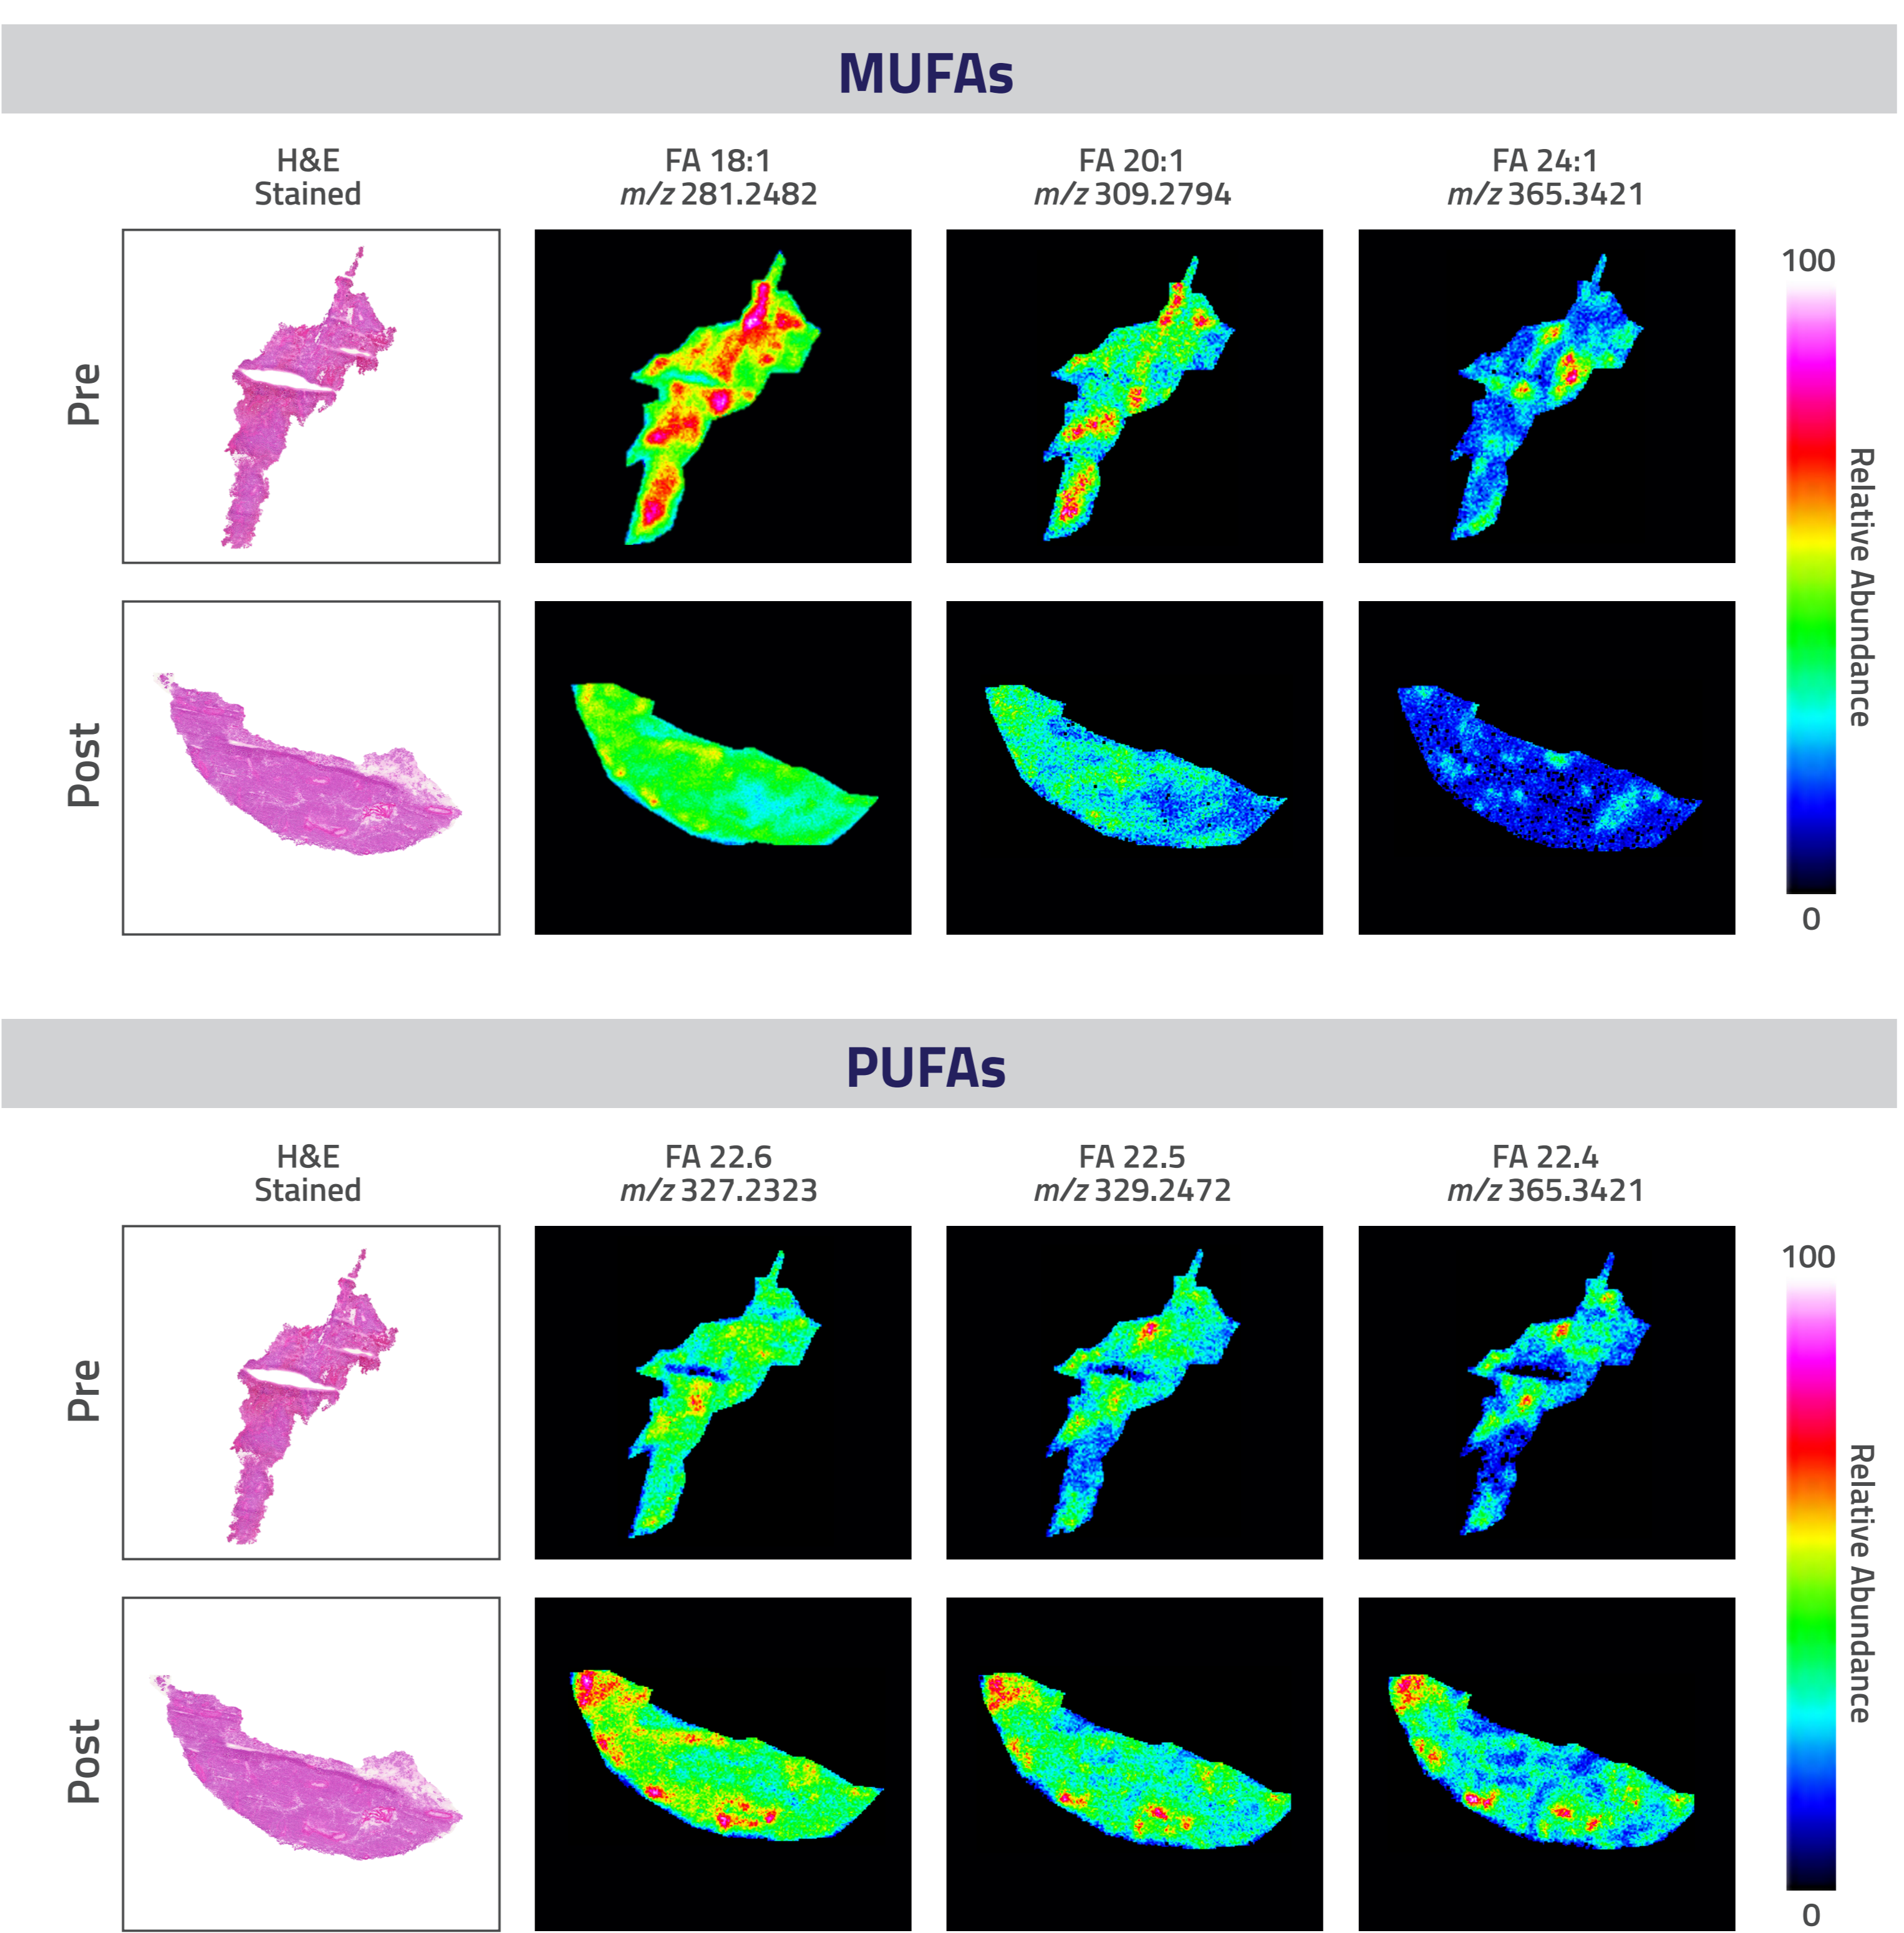 MUFAs
H&E
Stained
FA 18:1
m/z 281.2482
FA 20:1
m/z 309.2794
FA 24:1
m/z 365.3421
Pre
Post
100
Relative Abundance
0
PUFAs
H&E
Stained
FA 22.6
m/z 327.2323
FA 22.5
m/z 329.2472
FA 22.4
m/z 365.3421
Pre
Post
100
Relative Abundance
0